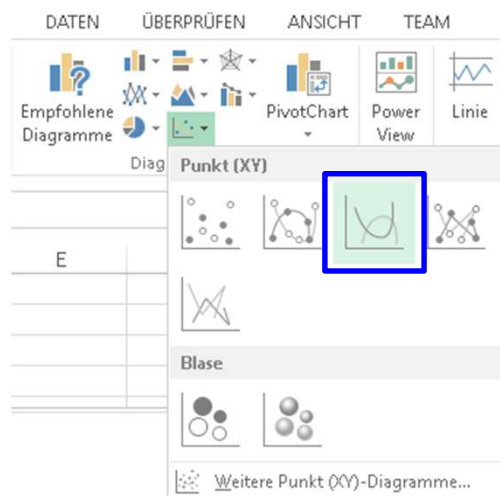 DATEN ÜBERPRÜFEN ANSICHT TEAM
Empfohlene
Diagramme
PivotChart
Power
View
Linie
Diag
Punkt (XY)
E
Blase
Weitere Punkt (XY)-Diagramme...